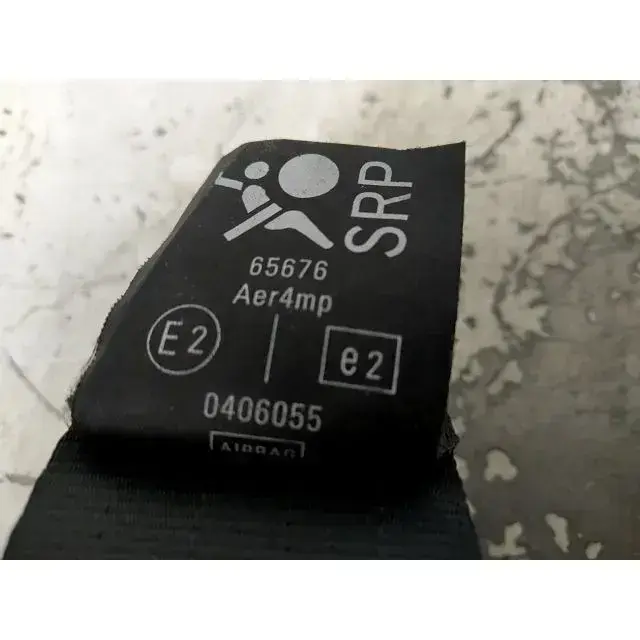 SRP
65676
Aer4mp
E2 e2
0406055
AIRBAG